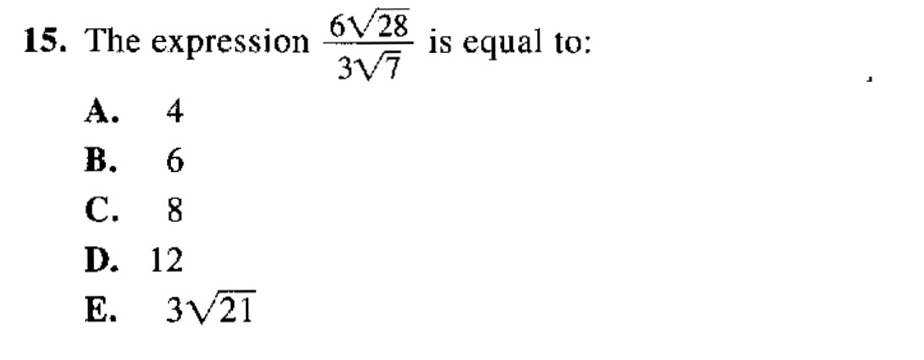 15. The expression 6√28 / 3√7 is equal to:
A. 4
B. 6
C. 8
D. 12
E. 3√21